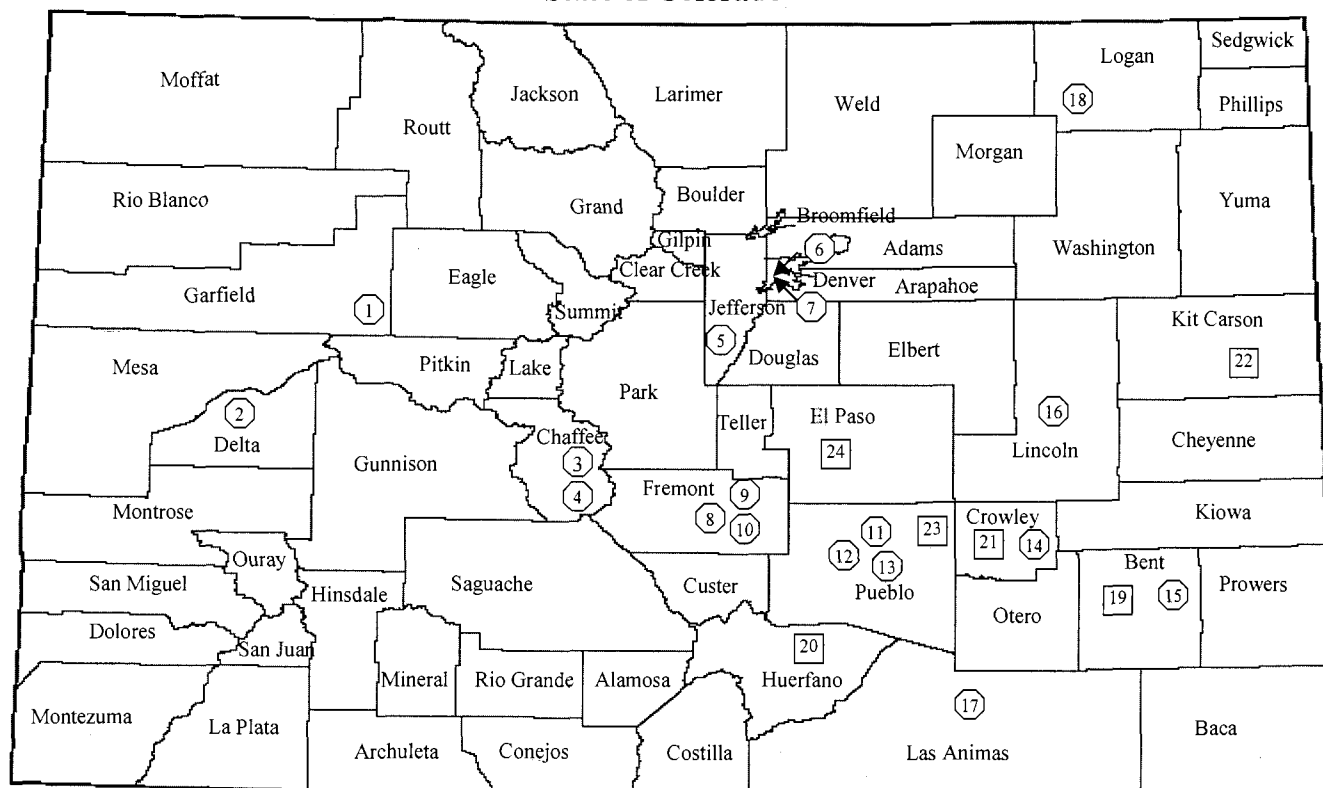 Moffat
Routt
Jackson
Larimer
Weld
Logan
18
Sedgwick
Phillips
Morgan
Rio Blanco
Grand
Boulder
Broomfield
Gilpin
Clear Creek
6
Adams
Denver
Arapahoe
Washington
Yuma
Garfield
1
Eagle
Summit
Jefferson
7
5
Douglas
Elbert
Kit Carson
22
Mesa
Pitkin
Lake
Park
2
Delta
Gunnison
Chaffee
3
4
Teller
El Paso
24
16
Lincoln
Cheyenne
Montrose
Fremont
9
8
10
11
23
12
13
Pueblo
Crowley
21
14
Kiowa
Ouray
San Miguel
Hinsdale
Saguache
Custer
Otero
Bent
19
15
Prowers
Dolores
San Juan
Mineral
Rio Grande
Alamosa
20
Huerfano
Montezuma
La Plata
Archuleta
Conejos
Costilla
17
Las Animas
Baca